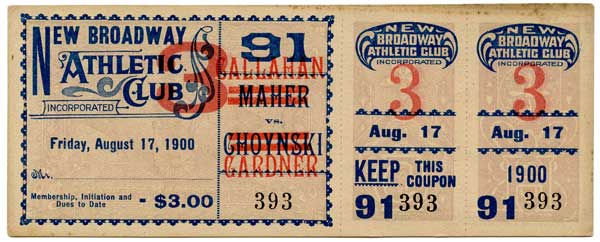 NEW BROADWAY
ATHLETIC
CLUB
INCORPORATED
3
Friday, August 17, 1900
Mr.
Membership, Initiation and
Dues to Date
- $3.00
91
CALLAHAN
MAHER
vs.
CHOYNSKI
GARDNER
393
NEW
BROADWAY
ATHLETIC CLUB
INCORPORATED
3
Aug. 17
KEEP THIS
COUPON
91 393
NEW
BROADWAY
ATHLETIC CLUB
INCORPORATED
3
Aug. 17
1900
91 393